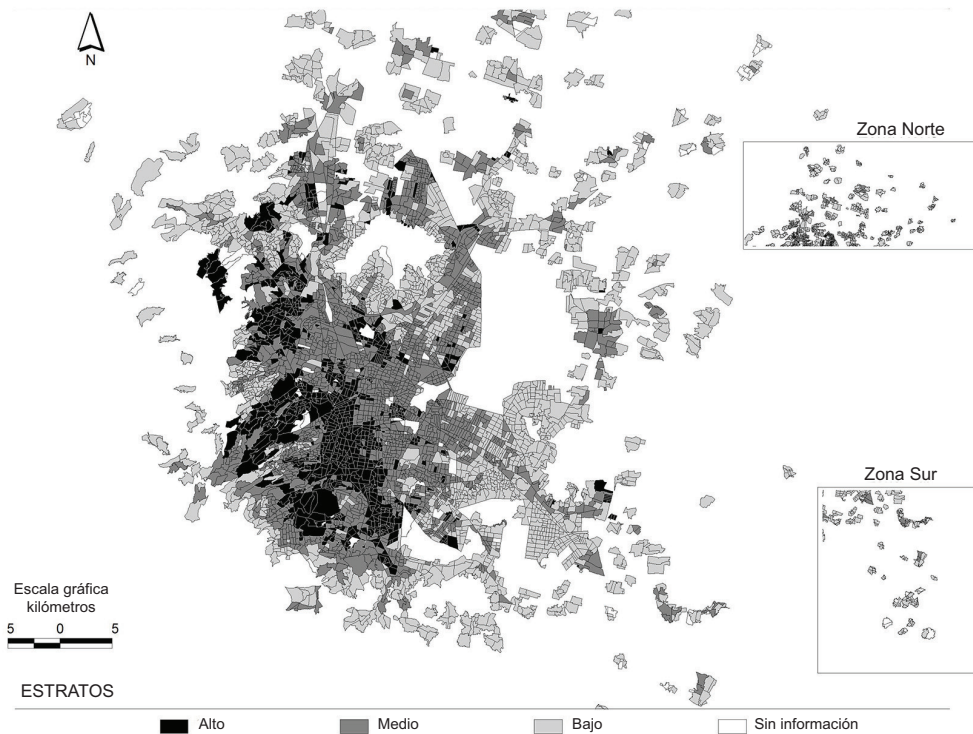 N
Zona Norte
Zona Sur
Escala gráfica
kilómetros
5 0 5
ESTRATOS
Alto Medio Bajo Sin información